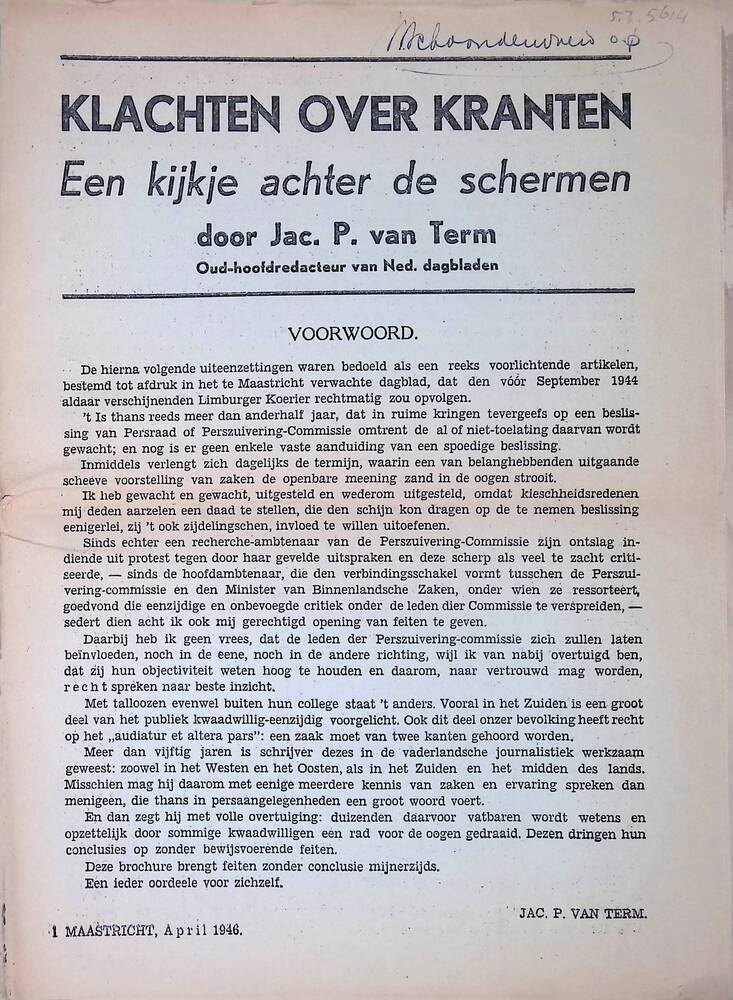 5.7.5614
KLACHTEN OVER KRANTEN
Een kijkje achter de schermen
door Jac. P. van Term
Oud-hoofdredacteur van Ned. dagbladen
VOORWOORD.
De hierna volgende uiteenzettingen waren bedoeld als een reeks voorlichtende artikelen,
bestemd tot afdruk in het te Maastricht verwachte dagblad, dat den vóór September 1944
aldaar verschijnenden Limburger Koerier rechtmatig zou opvolgen.
't Is thans reeds meer dan anderhalf jaar, dat in ruime kringen tevergeefs op een beslis-
sing van Persraad of Perszuivering-Commissie omtrent de al of niet-toelating daarvan wordt
gewacht; en nog is er geen enkele vaste aanduiding van een spoedige beslissing.
Inmiddels verlengt zich dagelijks de termijn, waarin een van belanghebbenden uitgaande
scheeve voorstelling van zaken de openbare meening zand in de oogen strooit.
Ik heb gewacht en gewacht, uitgesteld en wederom uitgesteld, omdat kieschheidsredenen
mij deden aarzelen een daad te stellen, die den schijn kon dragen op de te nemen beslissing
eenigerlei, zij 't ook zijdelingschen, invloed te willen uitoefenen.
Sinds echter een recherche-ambtenaar van de Perszuivering-Commissie zijn ontslag in-
diende uit protest tegen door haar gevelde uitspraken en deze scherp als veel te zacht criti-
seerde, — sinds de hoofdambtenaar, die den verbindingsschakel vormt tusschen de Perszui-
vering-commissie en den Minister van Binnenlandsche Zaken, onder wien ze ressorteert,
goedvond die eenzijdige en onbevoegde critiek onder de leden dier Commissie te verspreiden, —
sedert dien acht ik ook mij gerechtigd opening van feiten te geven.
Daarbij heb ik geen vrees, dat de leden der Perszuivering-commissie zich zullen laten
beïnvloeden, noch in de eene, noch in de andere richting, wijl ik van nabij overtuigd ben,
dat zij hun objectiviteit weten hoog te houden en daarom, naar vertrouwd mag worden,
recht spreken naar beste inzicht.
Met talloozen evenwel buiten hun college staat 't anders. Vooral in het Zuiden is een groot
deel van het publiek kwaadwillig-eenzijdig voorgelicht. Ook dit deel onzer bevolking heeft recht
op het „audiatur et altera pars": een zaak moet van twee kanten gehoord worden.
Meer dan vijftig jaren is schrijver dezes in de vaderlandsche journalistiek werkzaam
geweest: zoowel in het Westen en het Oosten, als in het Zuiden en het midden des lands.
Misschien mag hij daarom met eenige meerdere kennis van zaken en ervaring spreken dan
menigeen, die thans in persaangelegenheden een groot woord voert.
En dan zegt hij met volle overtuiging: duizenden daarvoor vatbaren wordt wetens en
opzettelijk door sommige kwaadwilligen een rad voor de oogen gedraaid. Dezen dringen hun
conclusies op zonder bewijsvoerende feiten.
Deze brochure brengt feiten zonder conclusie mijnerzijds.
Een ieder oordeele voor zichzelf.
JAC. P. VAN TERM.
1 MAASTRICHT, April 1946.